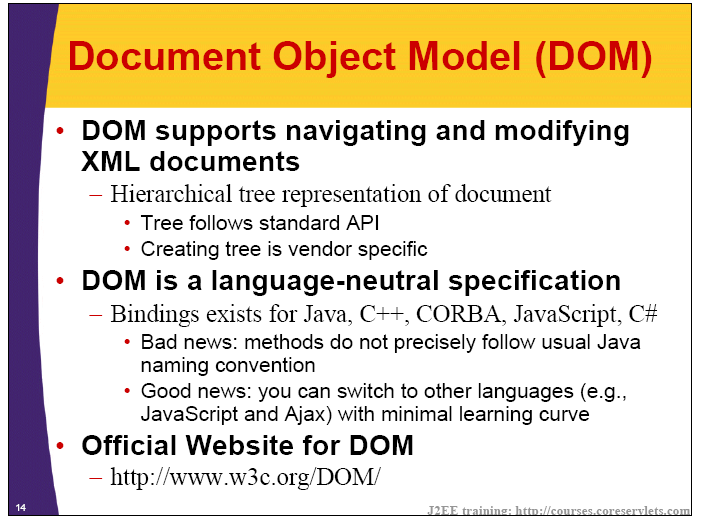 Document Object Model (DOM)
• DOM supports navigating and modifying
XML documents
– Hierarchical tree representation of document
• Tree follows standard API
• Creating tree is vendor specific
• DOM is a language-neutral specification
– Bindings exists for Java, C++, CORBA, JavaScript, C#
• Bad news: methods do not precisely follow usual Java
naming convention
• Good news: you can switch to other languages (e.g.,
JavaScript and Ajax) with minimal learning curve
• Official Website for DOM
– http://www.w3c.org/DOM/
14
J2EE training: http://courses.coreservlets.com